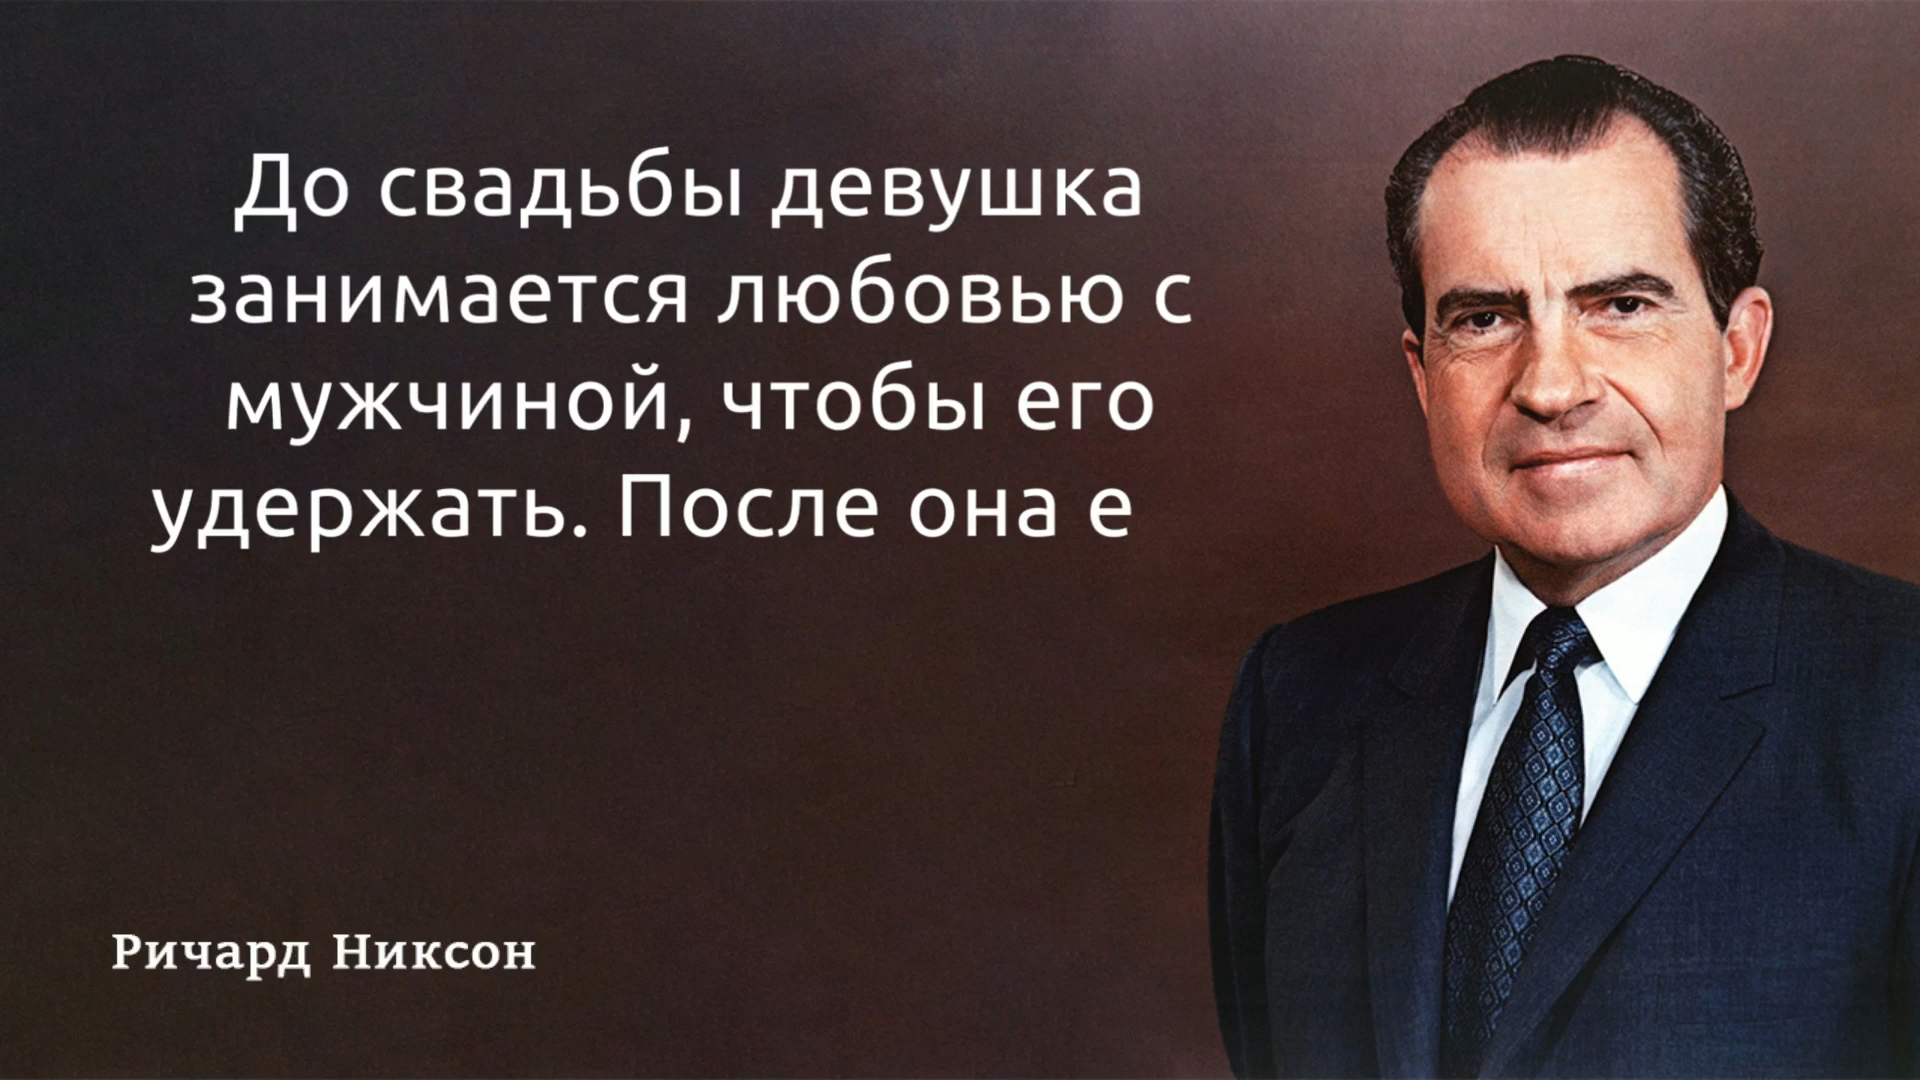 До свадьбы девушка
занимается любовью с
мужчиной, чтобы его
удержать. После она е
Ричард Никсон